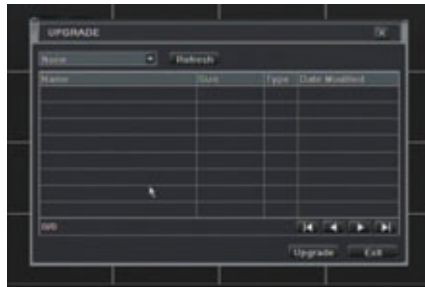 UPGRADE
None Refresh
Name Size Type Date Modified
0/0
Upgrade Exit